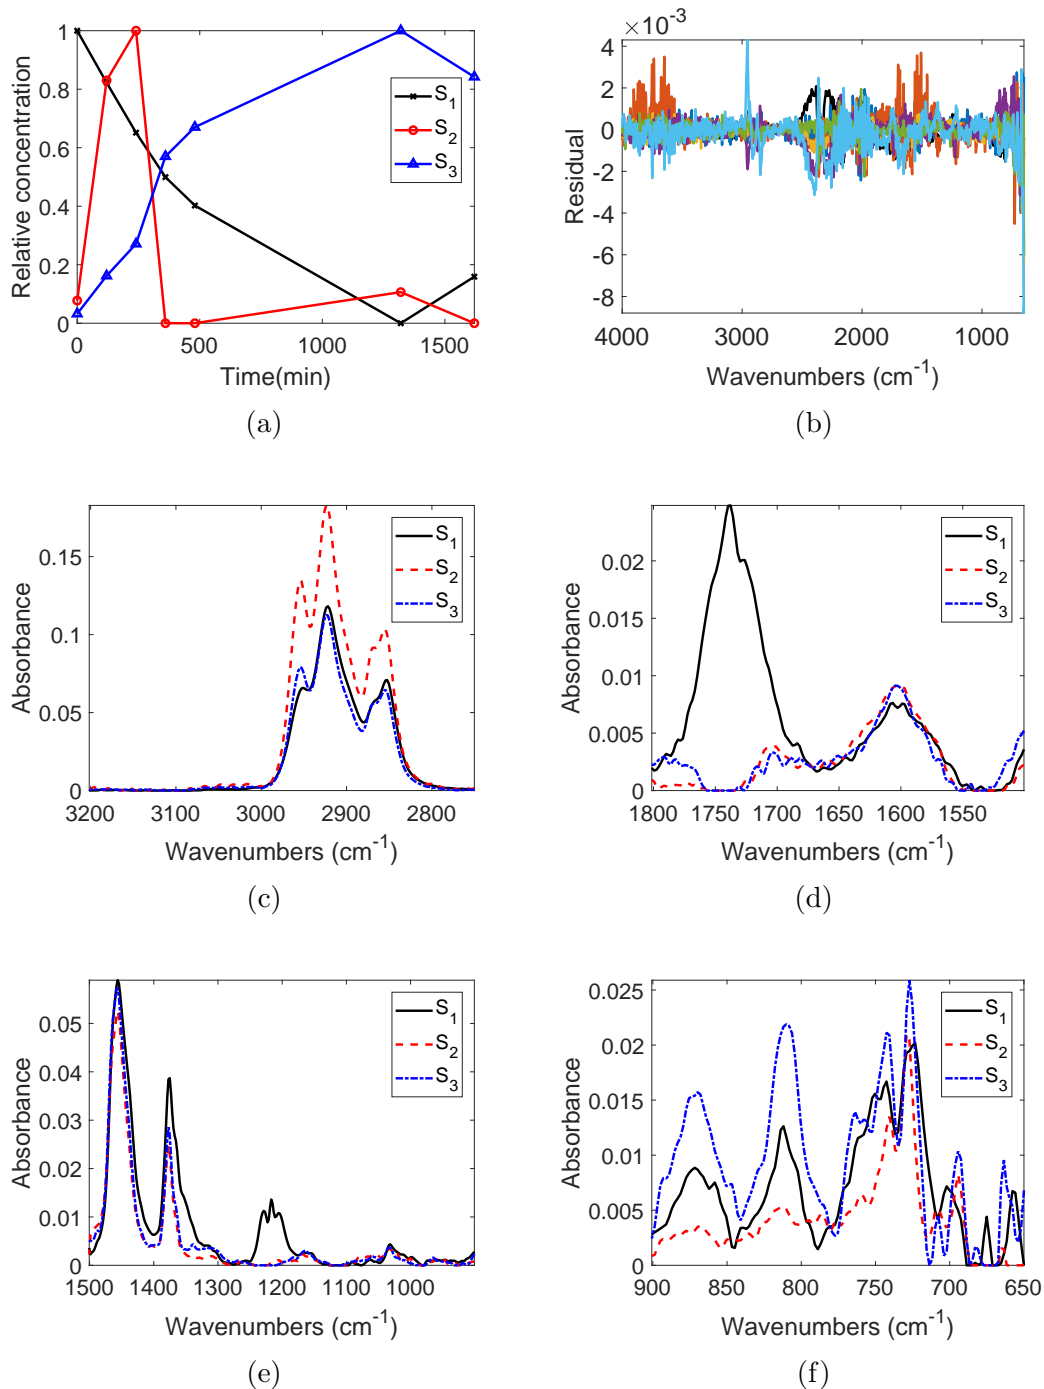 Relative concentration
1
0.8
0.6
0.4
0.2
0
0
500
1000
1500
Time(min)
S₁
S₂
S₃
(a)
×10⁻³
Residual
4
2
0
-2
-4
-6
-8
4000
3000
2000
1000
Wavenumbers (cm⁻¹)
(b)
Absorbance
0.15
0.1
0.05
0
3200
3100
3000
2900
2800
Wavenumbers (cm⁻¹)
S₁
S₂
S₃
(c)
Absorbance
0.02
0.015
0.01
0.005
0
1800
1750
1700
1650
1600
1550
Wavenumbers (cm⁻¹)
S₁
S₂
S₃
(d)
Absorbance
0.05
0.04
0.03
0.02
0.01
0
1500
1400
1300
1200
1100
1000
Wavenumbers (cm⁻¹)
S₁
S₂
S₃
(e)
Absorbance
0.025
0.02
0.015
0.01
0.005
0
900
850
800
750
700
650
Wavenumbers (cm⁻¹)
S₁
S₂
S₃
(f)